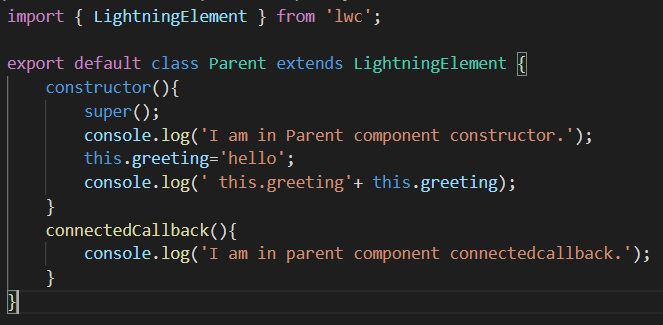 import { LightningElement } from 'lwc';
export default class Parent extends LightningElement {
constructor(){
super();
console.log('I am in Parent component constructor.');
this.greeting='hello';
console.log(' this.greeting'+ this.greeting);
}
connectedCallback(){
console.log('I am in parent component connectedcallback.');
}
}